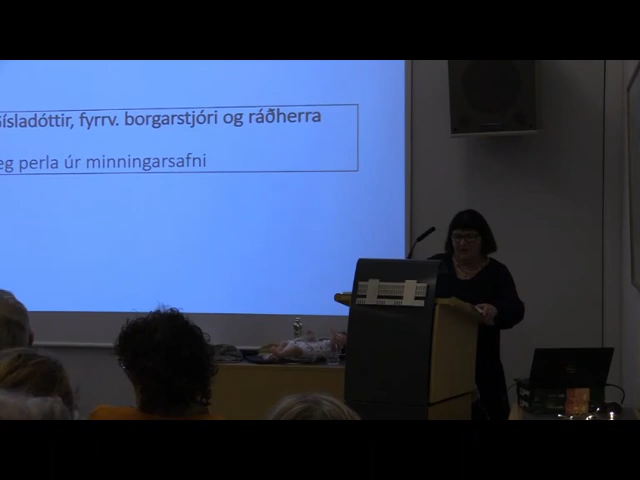 ísladóttir, fyrrv. borgarstjóri og ráðherra
eg perla úr minningarsafni